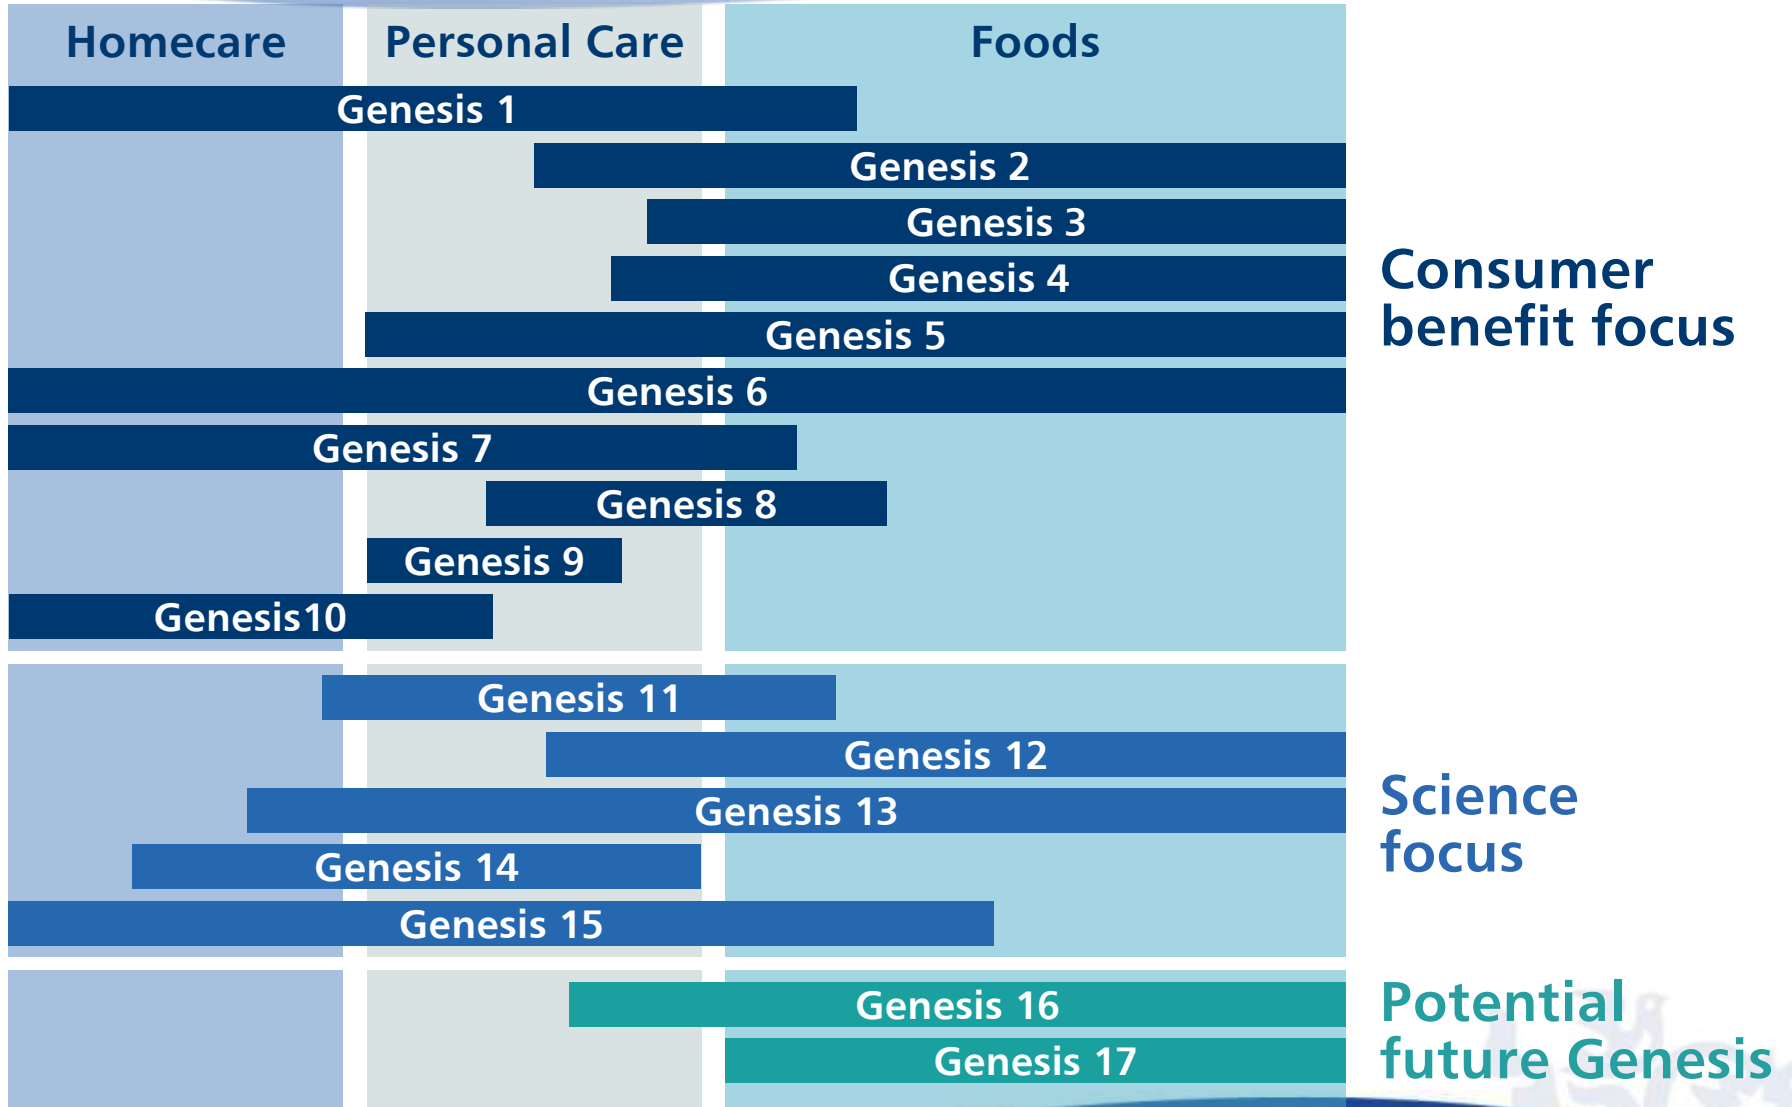 Homecare
Personal Care
Foods
Genesis 1
Genesis 2
Genesis 3
Genesis 4
Genesis 5
Genesis 6
Genesis 7
Genesis 8
Genesis 9
Genesis10
Consumer
benefit focus
Genesis 11
Genesis 12
Genesis 13
Genesis 14
Genesis 15
Science
focus
Genesis 16
Genesis 17
Potential
future Genesis